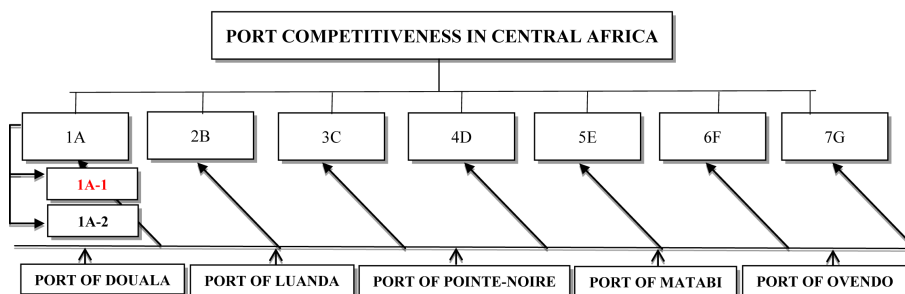 PORT COMPETITIVENESS IN CENTRAL AFRICA
1A
2B
3C
4D
5E
6F
7G
1A-1
1A-2
PORT OF DOUALA
PORT OF LUANDA
PORT OF POINTE-NOIRE
PORT OF MATABI
PORT OF OVENDO